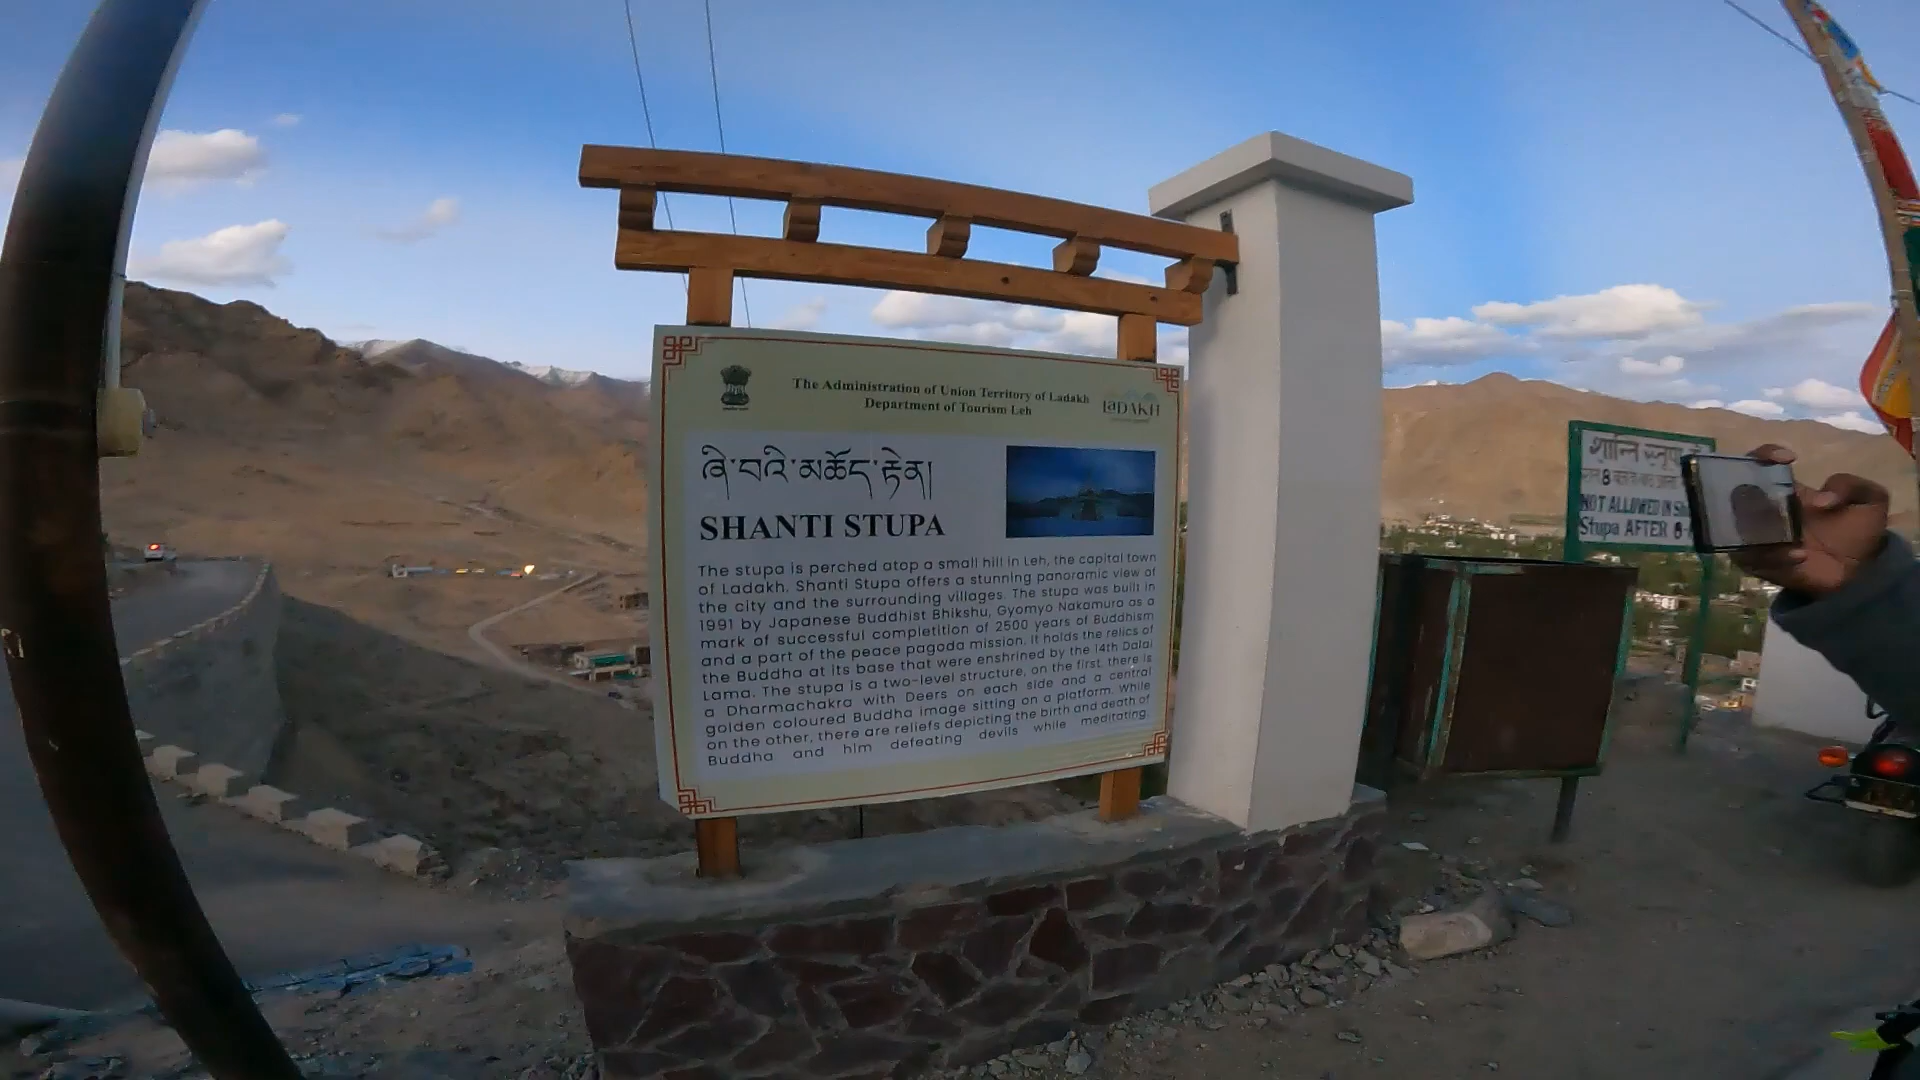 The Administration of Union Territory of Ladakh
Department of Tourism Leh
LaDAKH
ཞི་བའི་མཆོད་རྟེན།
SHANTI STUPA
The stupa is perched atop a small hill in Leh, the capital town
of Ladakh. Shanti Stupa offers a stunning panoramic view of
the city and the surrounding villages. The stupa was built in
1991 by Japanese Buddhist Bhikshu, Gyomyo Nakamura as a
mark of successful completition of 2500 years of Buddhism
and a part of the peace pagoda mission. It holds the relics of
the Buddha at its base that were enshrined by the 14th Dalai
Lama. The stupa is a two-level structure, on the first, there is
a Dharmachakra with Deers on each side and a central
golden coloured Buddha image sitting on a platform. While
on the other, there are reliefs depicting the birth and death of
Buddha and him defeating devils while meditating.
शान्ति स्तूपा
8
NOT ALLOWED IN
Stupa AFTER 8